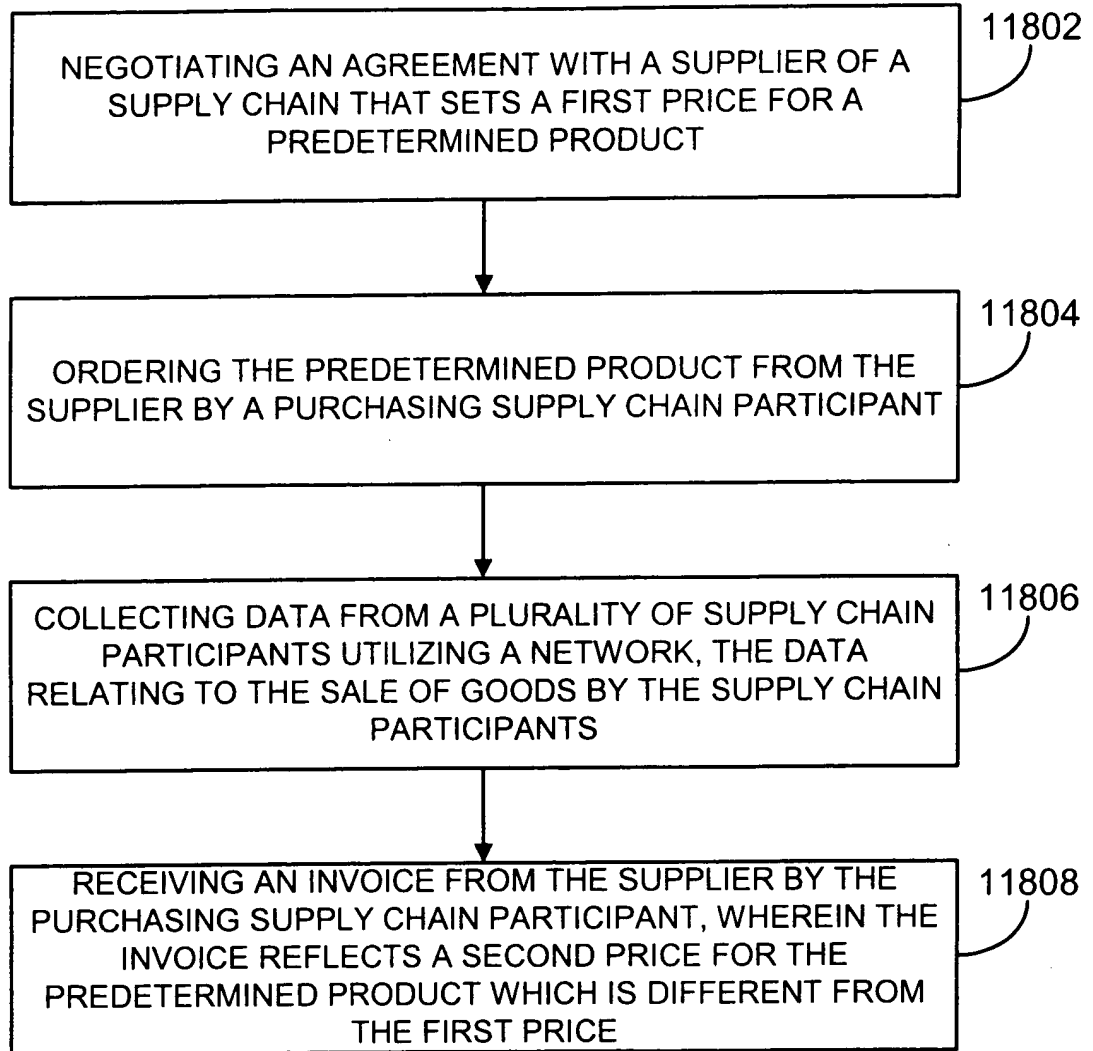 11802
NEGOTIATING AN AGREEMENT WITH A SUPPLIER OF A
SUPPLY CHAIN THAT SETS A FIRST PRICE FOR A
PREDETERMINED PRODUCT
11804
ORDERING THE PREDETERMINED PRODUCT FROM THE
SUPPLIER BY A PURCHASING SUPPLY CHAIN PARTICIPANT
11806
COLLECTING DATA FROM A PLURALITY OF SUPPLY CHAIN
PARTICIPANTS UTILIZING A NETWORK, THE DATA
RELATING TO THE SALE OF GOODS BY THE SUPPLY CHAIN
PARTICIPANTS
11808
RECEIVING AN INVOICE FROM THE SUPPLIER BY THE
PURCHASING SUPPLY CHAIN PARTICIPANT, WHEREIN THE
INVOICE REFLECTS A SECOND PRICE FOR THE
PREDETERMINED PRODUCT WHICH IS DIFFERENT FROM
THE FIRST PRICE